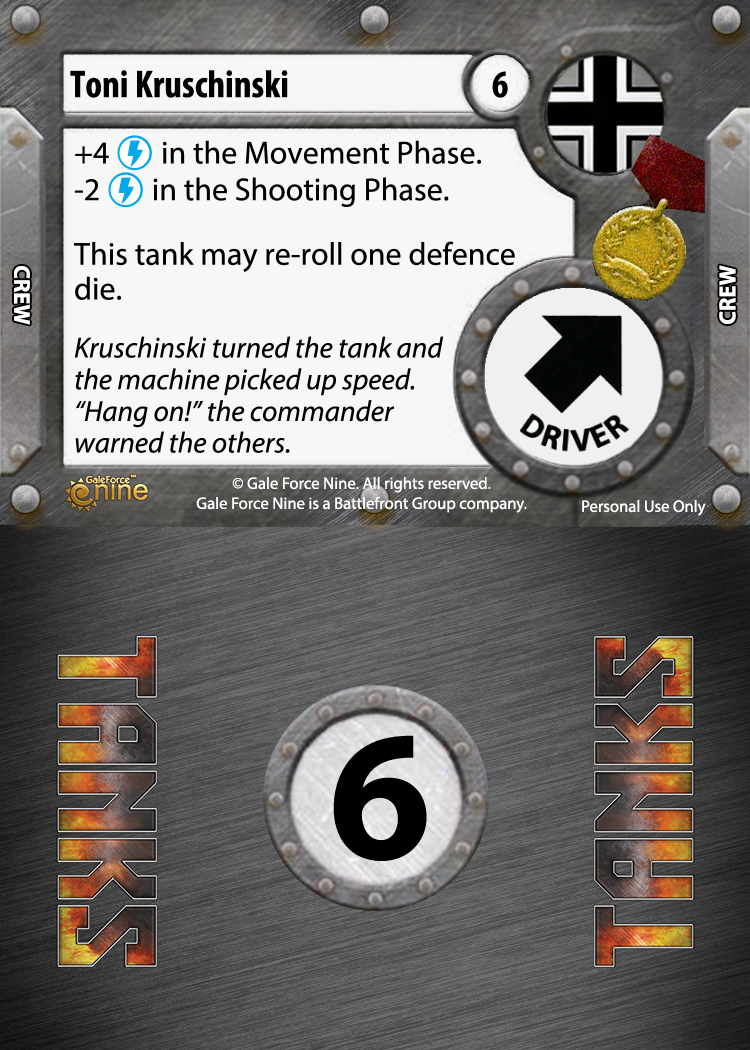 Toni Kruschinski
6
+4 in the Movement Phase.
-2 in the Shooting Phase.
This tank may re-roll one defence
die.
Kruschinski turned the tank and
the machine picked up speed.
“Hang on!” the commander
warned the others.
CREW
CREW
DRIVER
GaleForce™
nine
© Gale Force Nine. All rights reserved.
Gale Force Nine is a Battlefront Group company.
Personal Use Only
TANKS
6
TANKS